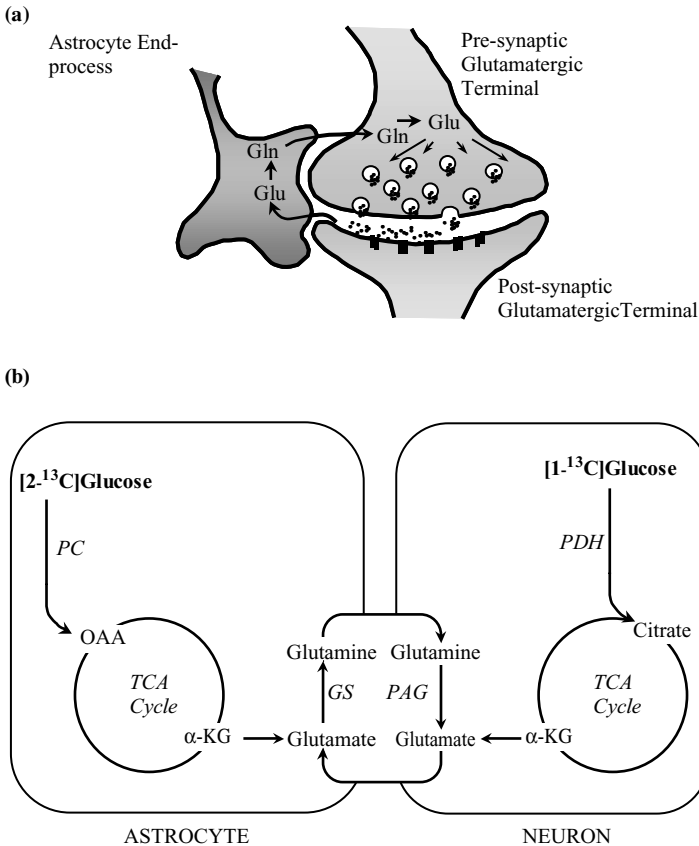 (a)
Astrocyte End-
process
Pre-synaptic
Glutamatergic
Terminal
Gln
Glu
Gln
Glu
Post-synaptic
GlutamatergicTerminal
(b)
[2-¹³C]Glucose
[1-¹³C]Glucose
PC
PDH
OAA
Citrate
Glutamine
Glutamine
TCA
Cycle
GS
PAG
TCA
Cycle
α-KG
Glutamate
Glutamate
α-KG
ASTROCYTE
NEURON